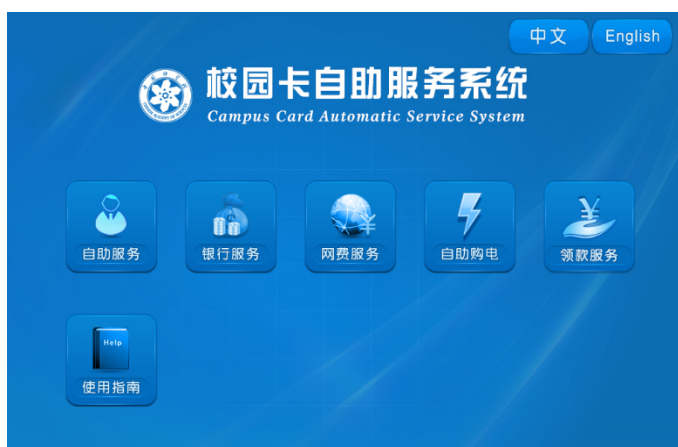 中文 English
校园卡自助服务系统
Campus Card Automatic Service System
自助服务 银行服务 网费服务 自助购电 领款服务
Help
使用指南